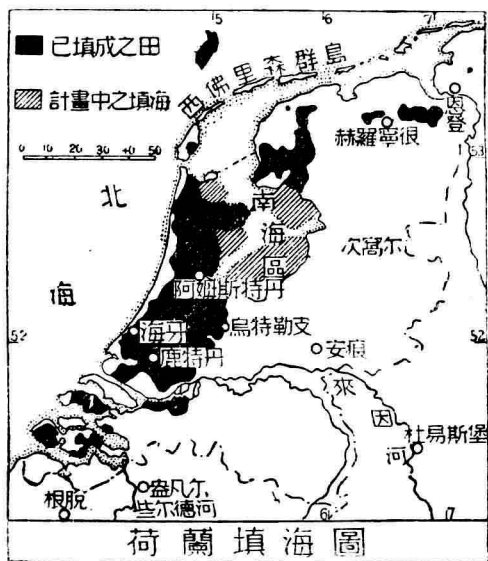 5 6 7
已填成之田
計畫中之填海
0 10 20 30 40 50
西佛里森群島
因登
赫羅寧很
53
北海
南海區
次窩尔
阿姆斯特丹
52
海牙
烏特勒支
52
鹿特丹
安痕
來因河
杜易斯堡
盎凡尔
些尔德河
根脫
6 7
荷蘭填海圖